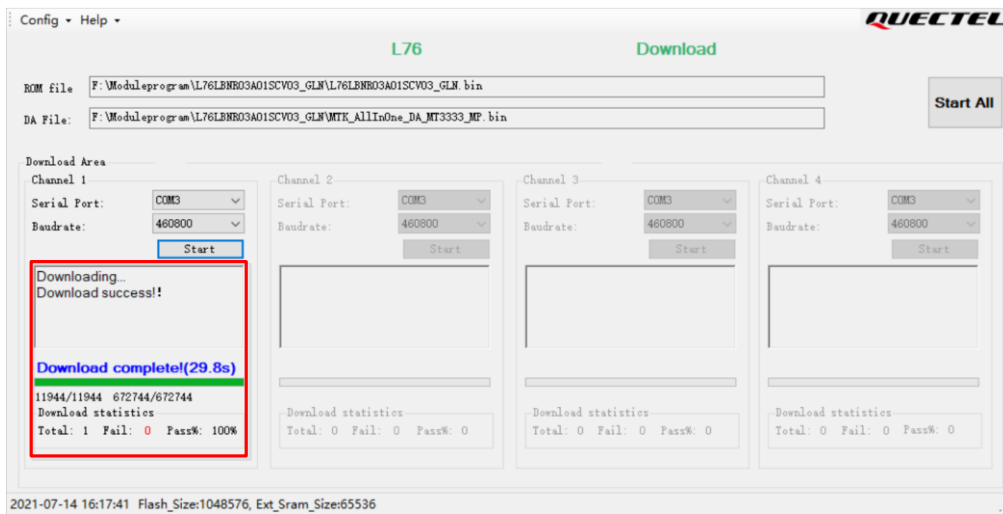 Config Help
QUECTEL
L76 Download
ROM file F:\Moduleprogram\L76LBNR03A01SCV03_GLN\L76LBNR03A01SCV03_GLN.bin
DA File: F:\Moduleprogram\L76LBNR03A01SCV03_GLN\MTK_AllInOne_DA_MT3333_MP.bin
Start All
Download Area
Channel 1
Serial Port: COM3
Baudrate: 460800
Start
Downloading...
Download success!!
Download complete!(29.8s)
11944/11944 672744/672744
Download statistics
Total: 1 Fail: 0 Pass%: 100%
Channel 2
Serial Port: COM3
Baudrate: 460800
Start
Download statistics
Total: 0 Fail: 0 Pass%: 0
Channel 3
Serial Port: COM3
Baudrate: 460800
Start
Download statistics
Total: 0 Fail: 0 Pass%: 0
Channel 4
Serial Port: COM3
Baudrate: 460800
Start
Download statistics
Total: 0 Fail: 0 Pass%: 0
2021-07-14 16:17:41 Flash_Size:1048576, Ext_Sram_Size:65536